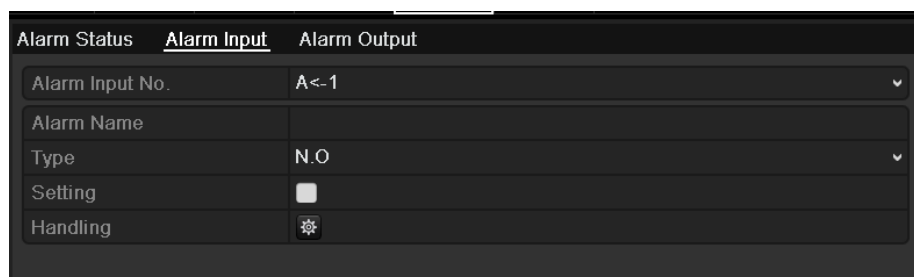 Alarm Status Alarm Input Alarm Output
Alarm Input No. A<-1
Alarm Name
Type N.O
Setting
Handling